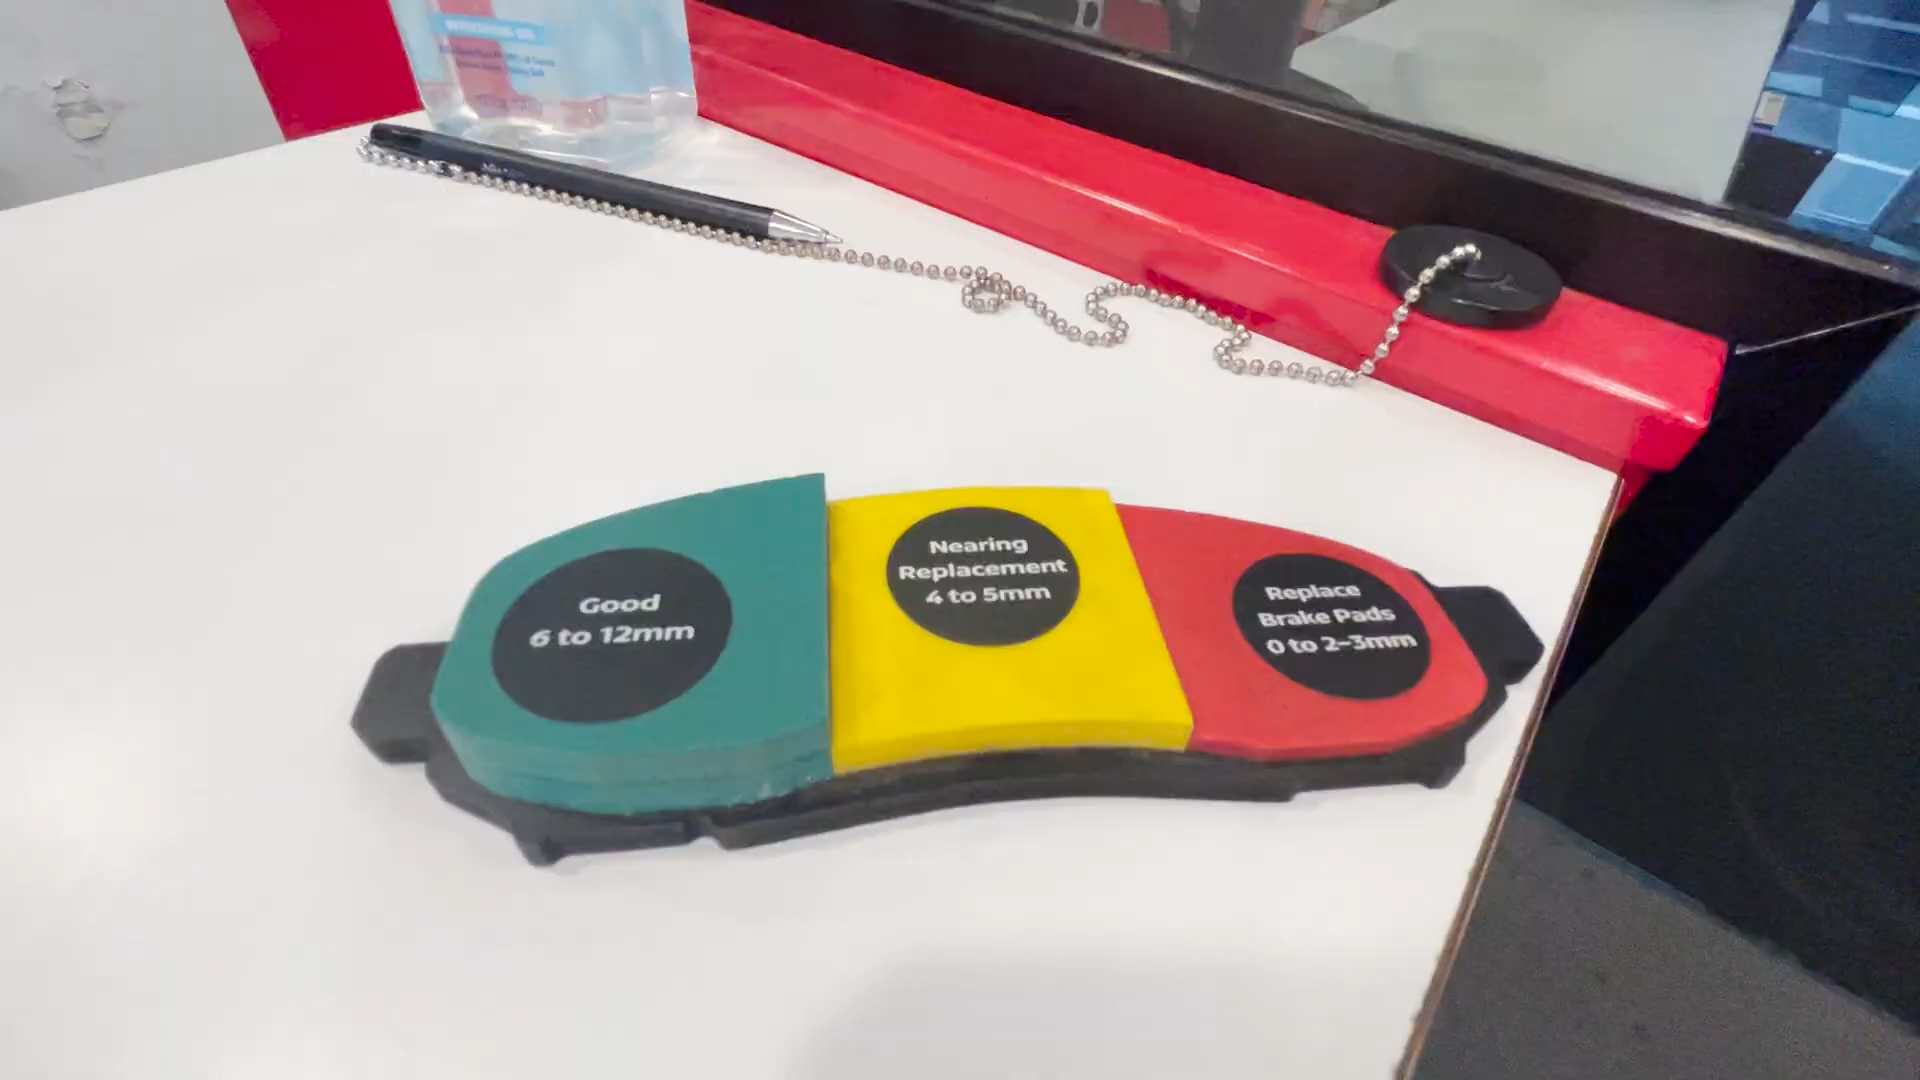 Good
6 to 12mm
Nearing
Replacement
4 to 5mm
Replace
Brake Pads
0 to 2-3mm